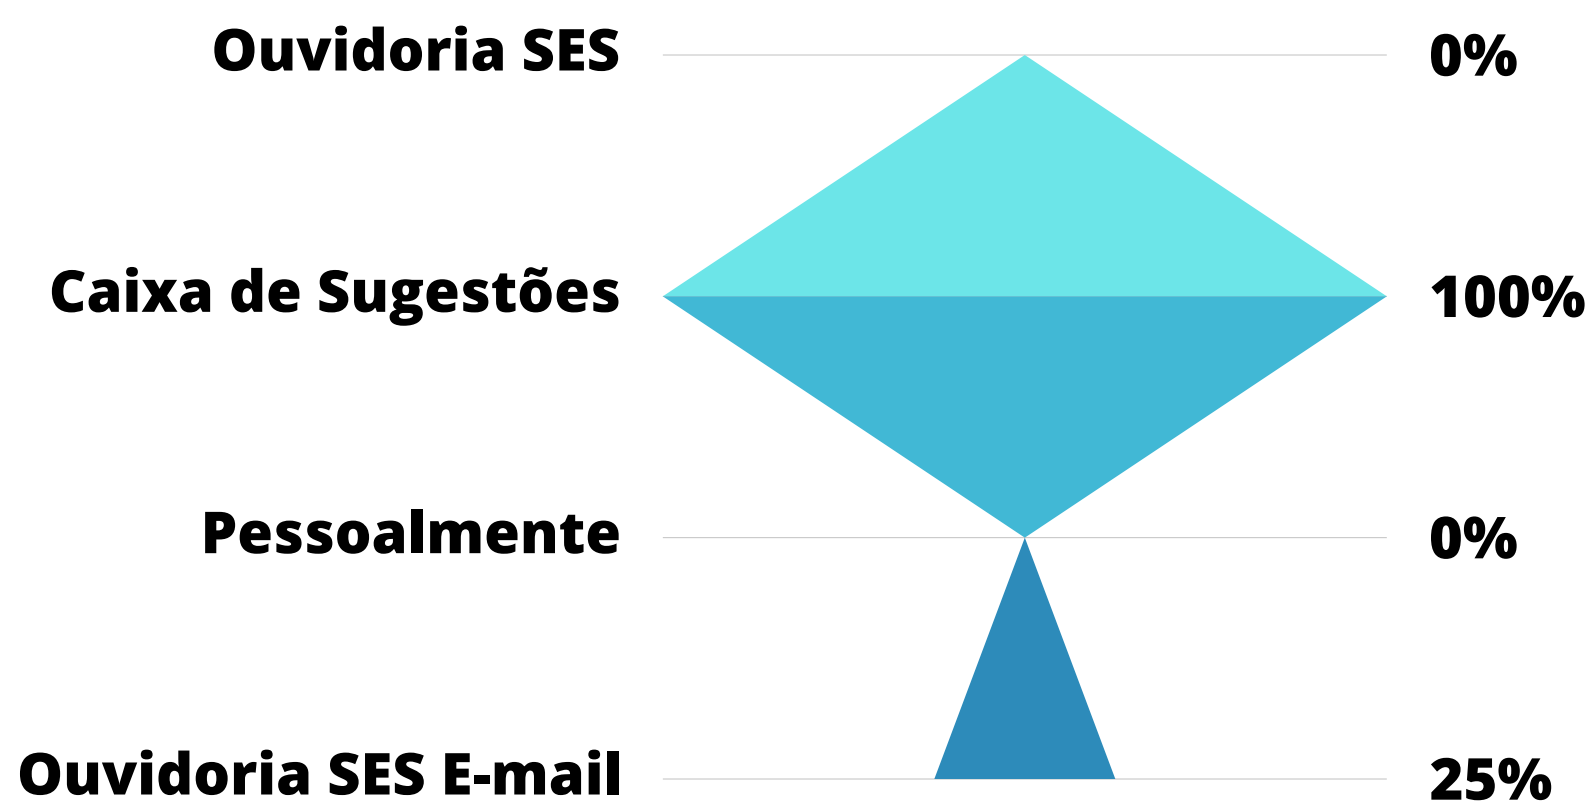 Ouvidoria SES 0%
Caixa de Sugestões 100%
Pessoalmente 0%
Ouvidoria SES E-mail 25%